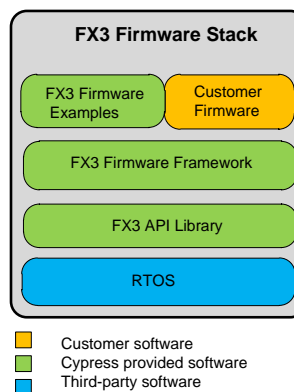 FX3 Firmware Stack
FX3 Firmware
Examples
Customer
Firmware
FX3 Firmware Framework
FX3 API Library
RTOS
Customer software
Cypress provided software
Third-party software